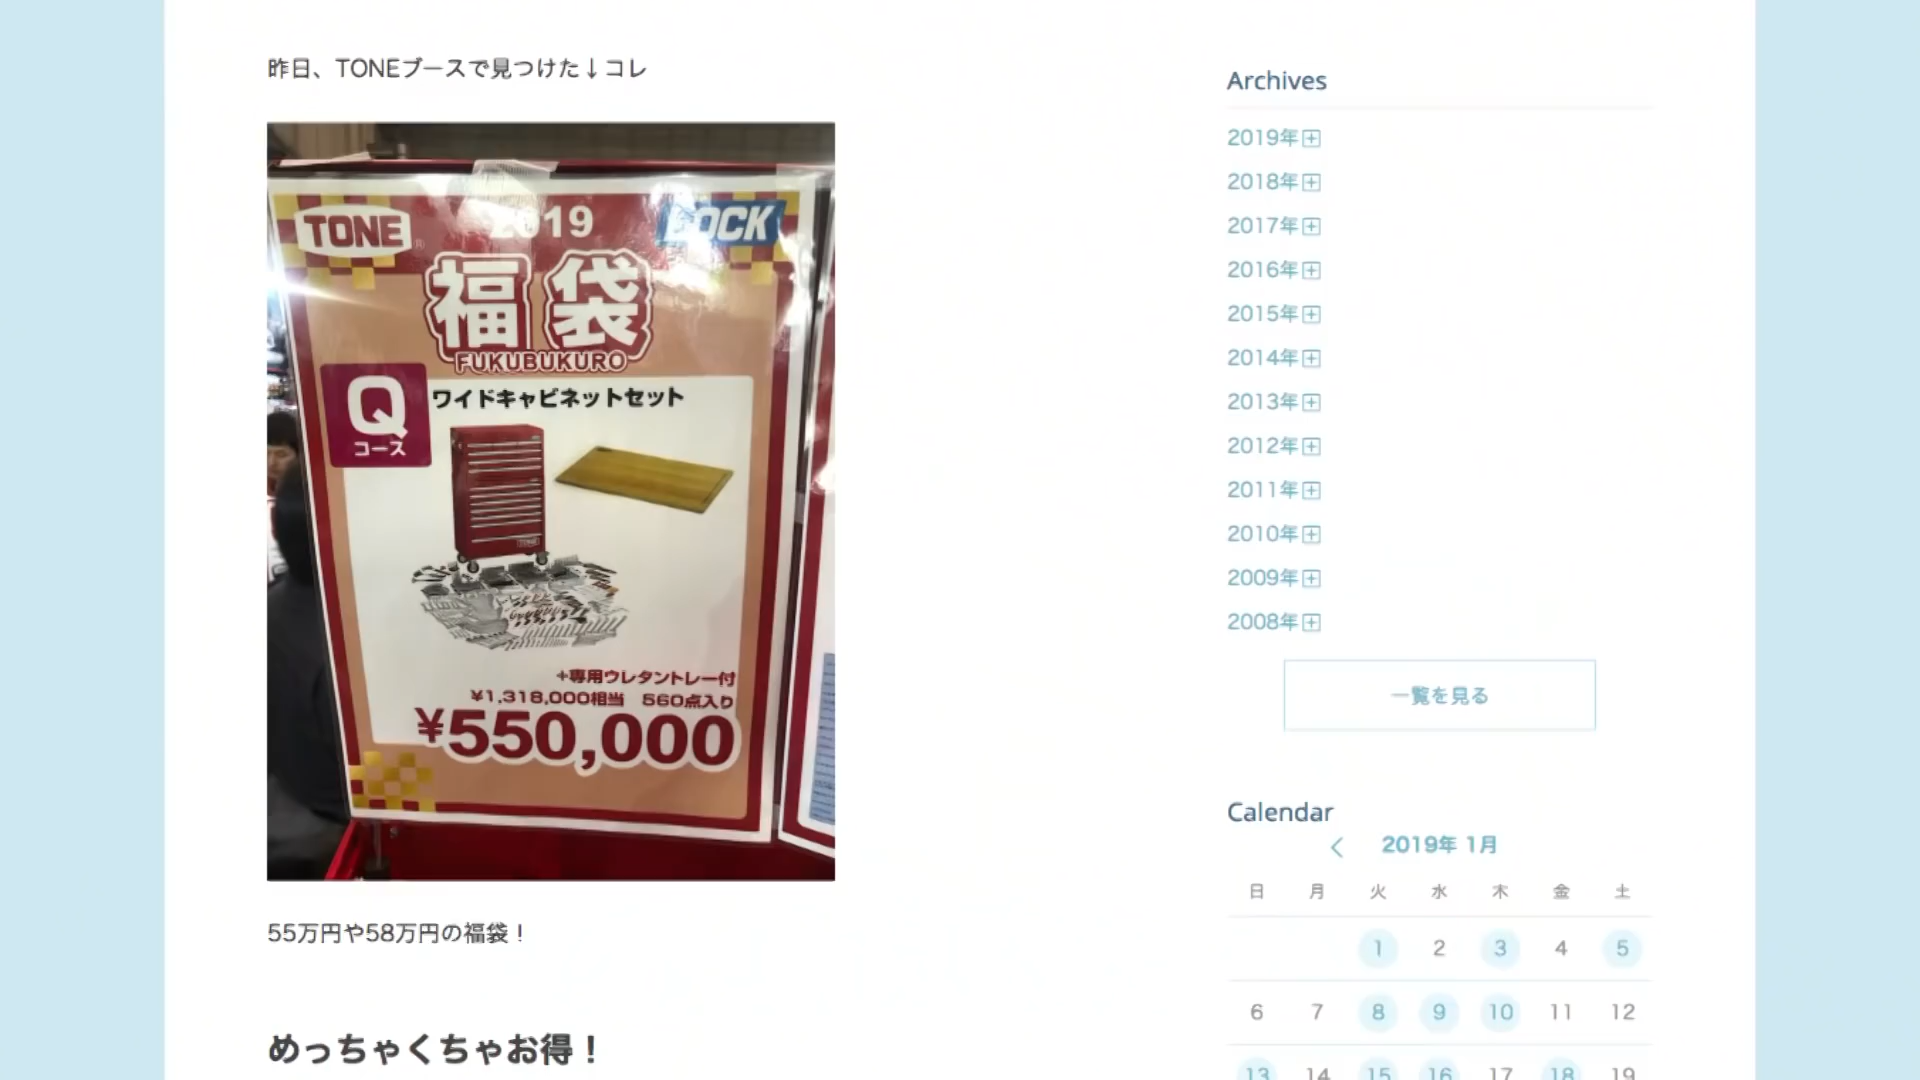 昨日、TONEブースで見つけた↓コレ
TONE
2019
福袋
FUKUBUKURO
Q
コース
ワイドキャビネットセット
TONE
+専用ウレタントレー付
¥1,318,000相当 560点入り
¥550,000
55万円や58万円の福袋！
めっちゃくちゃお得！
Archives
2019年
2018年
2017年
2016年
2015年
2014年
2013年
2012年
2011年
2010年
2009年
2008年
一覧を見る
Calendar
2019年 1月
日 月 火 水 木 金 土
1 2 3 4 5
6 7 8 9 10 11 12
13 14 15 16 17 18 19